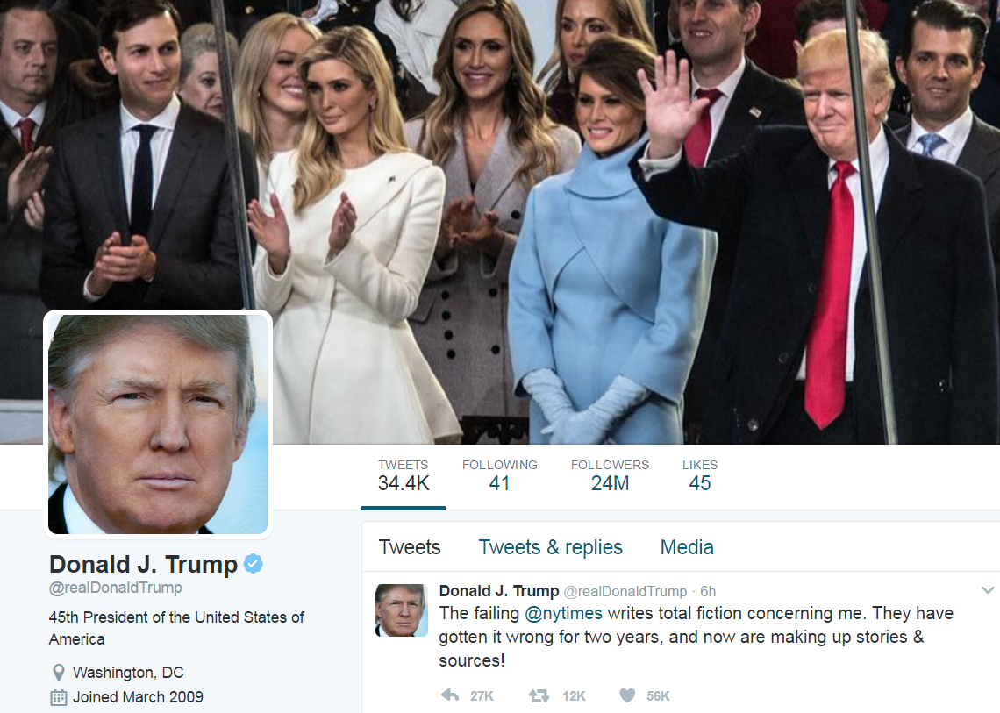 TWEETS FOLLOWING FOLLOWERS LIKES
34.4K 41 24M 45
Donald J. Trump
@realDonaldTrump
45th President of the United States of
America
Washington, DC
Joined March 2009
Tweets Tweets & replies Media
Donald J. Trump @realDonaldTrump · 6h
The failing @nytimes writes total fiction concerning me. They have
gotten it wrong for two years, and now are making up stories &
sources!
27K 12K 56K